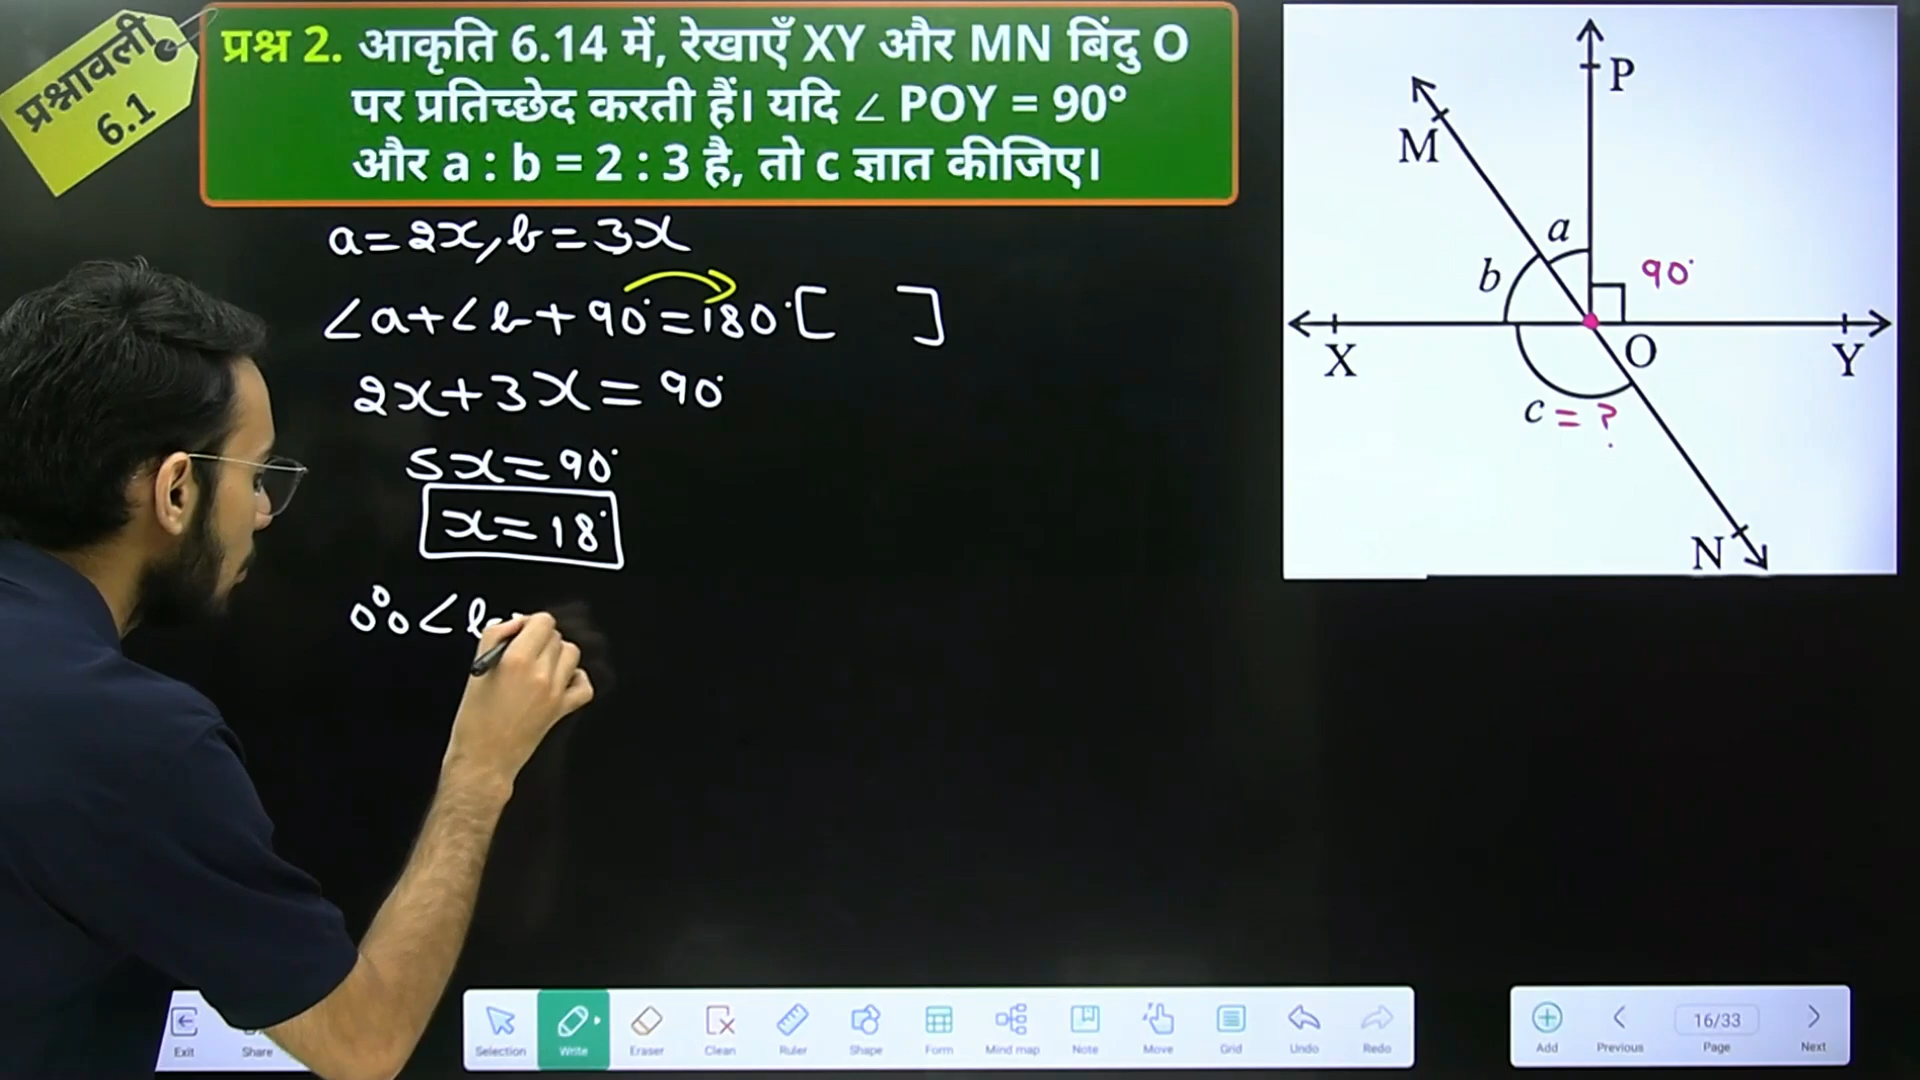 प्रश्नावली
6.1
प्रश्न 2. आकृति 6.14 में, रेखाएँ XY और MN बिंदु O
पर प्रतिच्छेद करती हैं। यदि ∠ POY = 90°
और a : b = 2 : 3 है, तो c ज्ञात कीजिए।
a=2x, b=3x
∠a+∠b+90°=180° [ ]
2x+3x=90°
5x=90°
x=18°
∴ ∠b
P
M
a
b
90°
X
O
Y
c = ?
N
Exit
Share
Selection
Write
Eraser
Clean
Ruler
Shape
Form
Mind map
Note
Move
Grid
Undo
Redo
Add
Previous
16/33
Page
Next